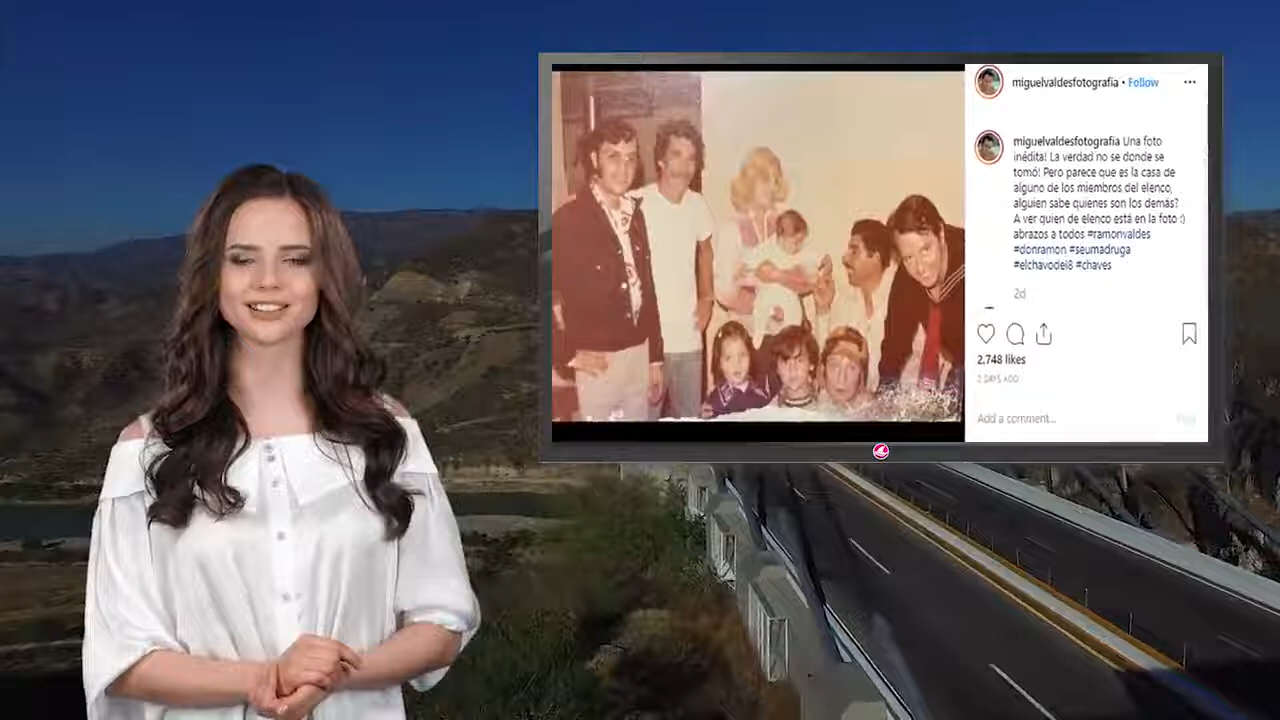 miguelvaldesfotografia • Follow
miguelvaldesfotografia Una foto
inédita! La verdad no se donde se
tomó! Pero parece que es la casa de
alguno de los miembros del elenco,
alguien sabe quienes son los demás?
A ver quien de elenco está en la foto :)
abrazos a todos #ramonvaldes
#donramon #seumadruga
#elchavodel8 #chaves
2d
2,748 likes
2 DAYS AGO
Add a comment...
Post